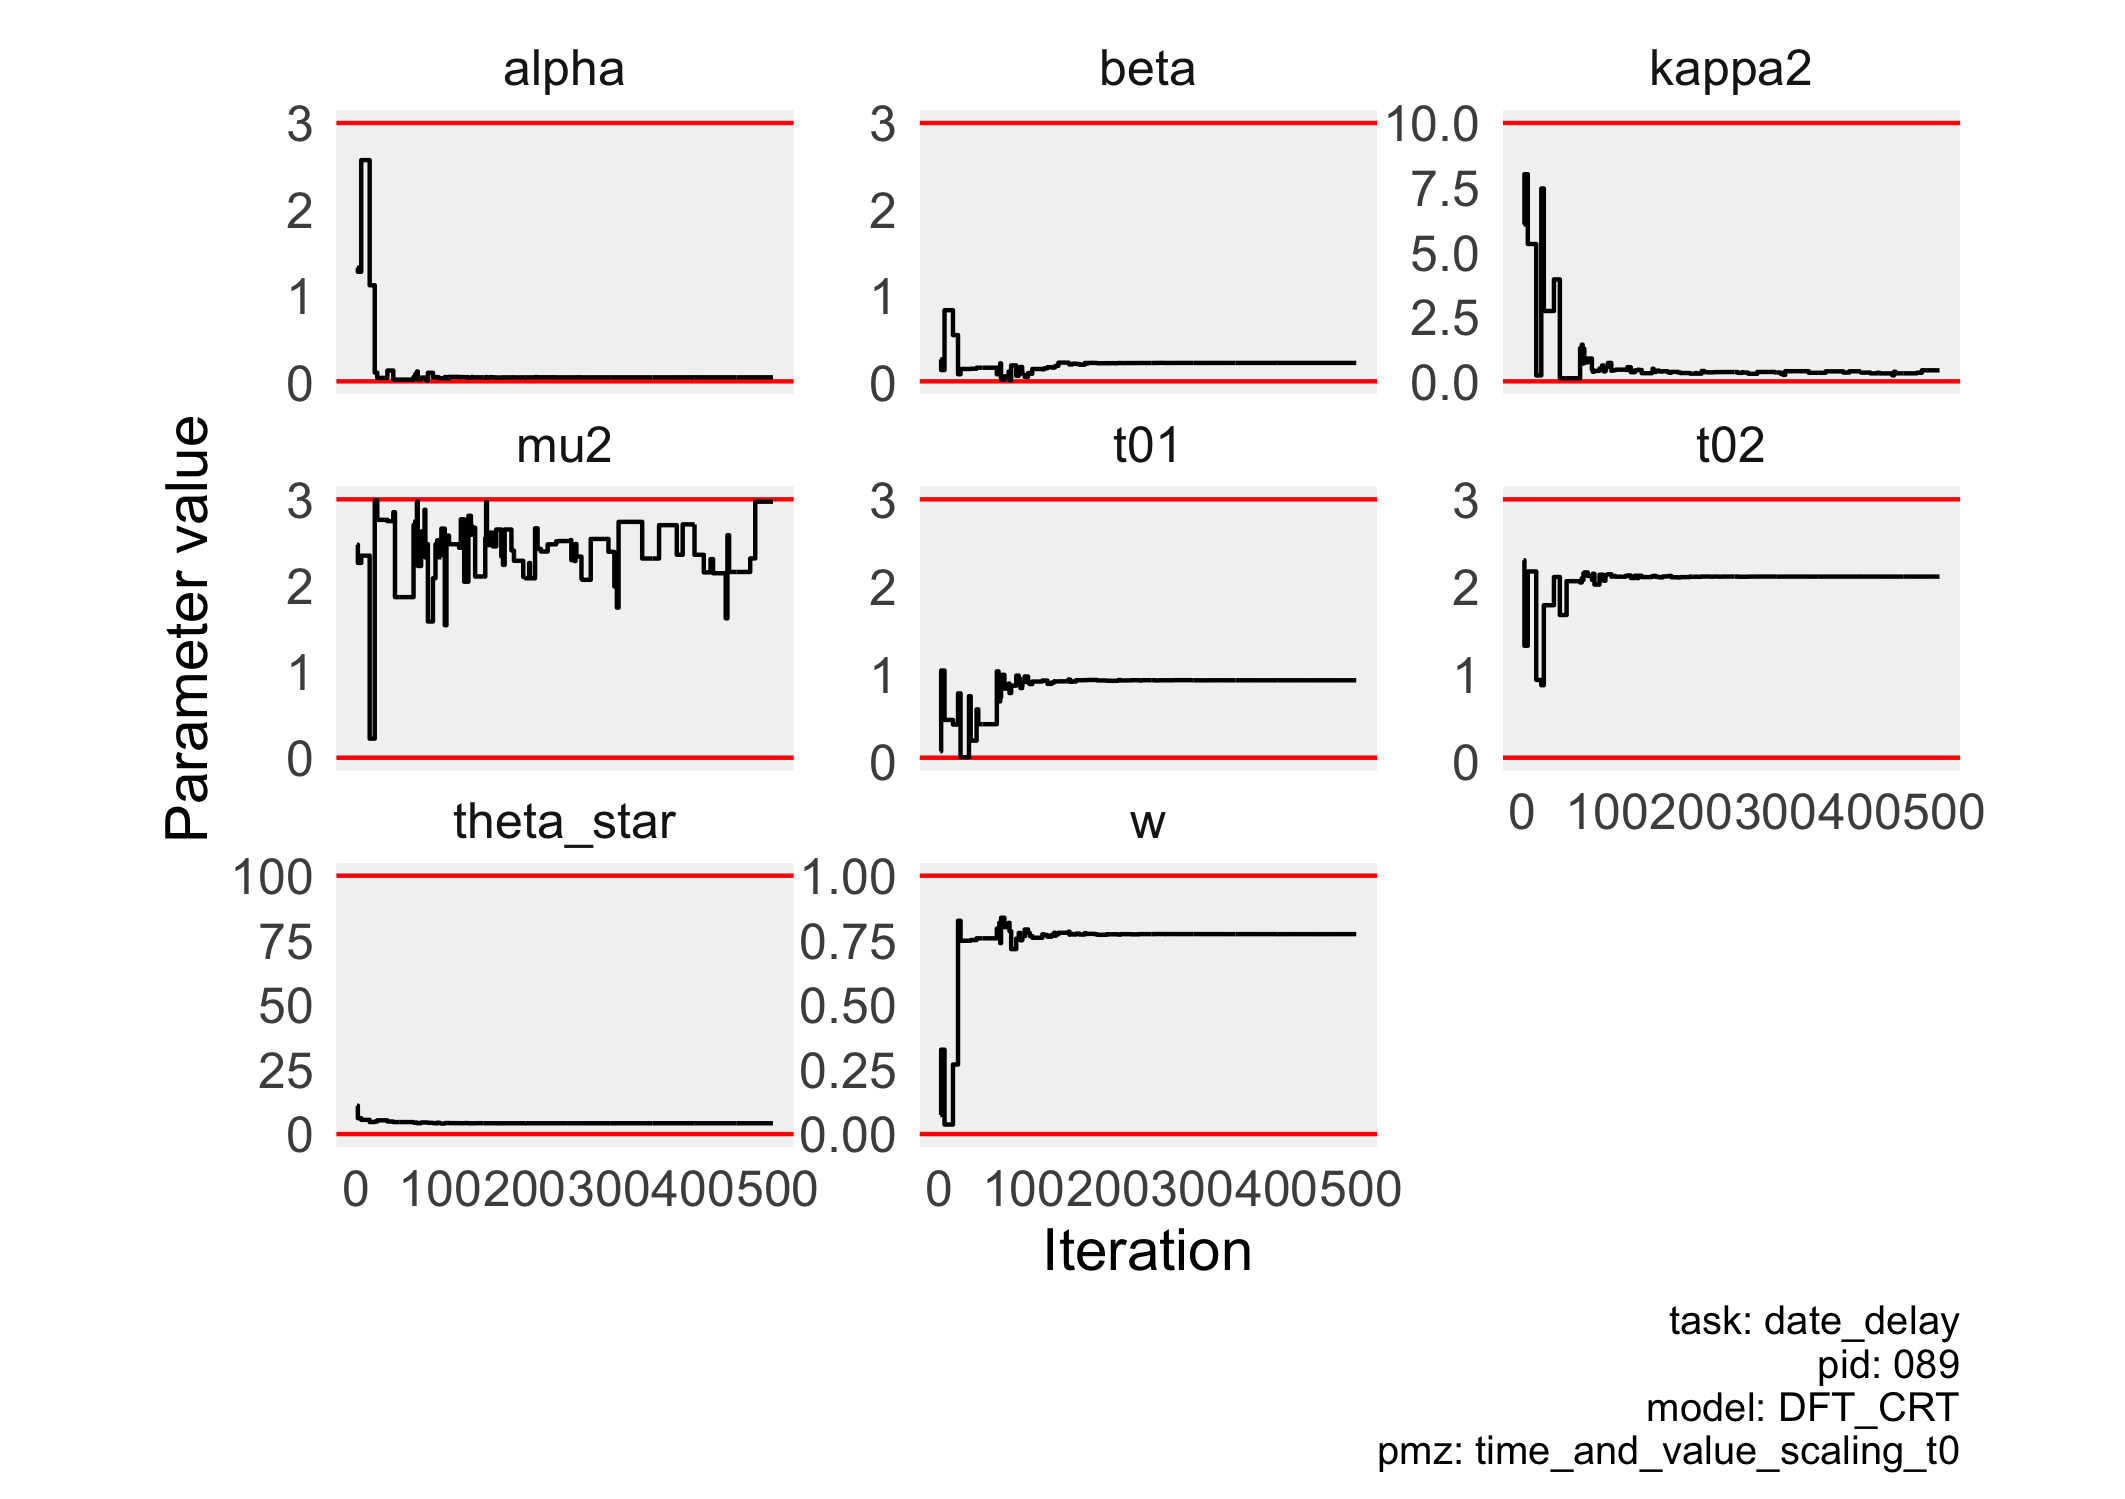 alpha
beta
kappa2
3
2
1
0
3
2
1
0
10.0
7.5
5.0
2.5
0.0
mu2
t01
t02
3
2
1
0
3
2
1
0
3
2
1
0
0 100 200 300 400 500
theta_star
w
100
75
50
25
0
1.00
0.75
0.50
0.25
0.00
0 100 200 300 400 500
0 100 200 300 400 500
Parameter value
Iteration
task: date_delay
pid: 089
model: DFT_CRT
pmz: time_and_value_scaling_t0